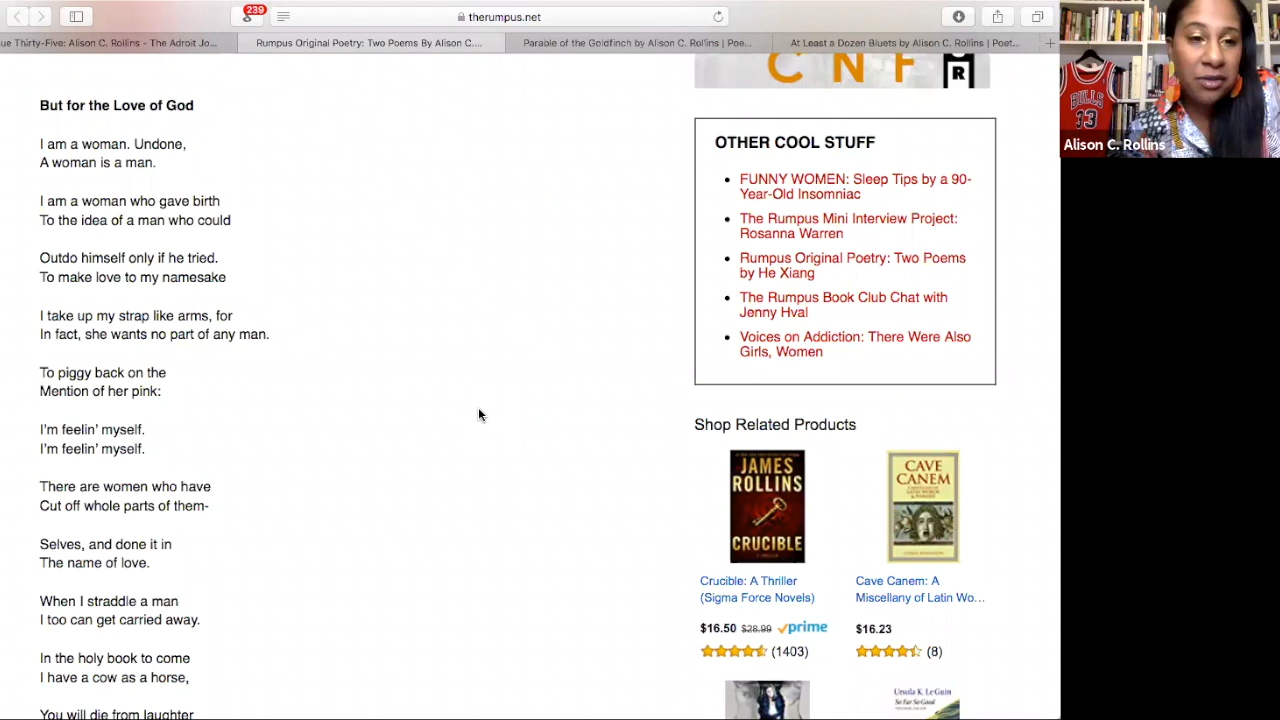 239
therumpus.net
ue Thirty-Five: Alison C. Rollins - The Adroit Jo...
Rumpus Original Poetry: Two Poems By Alison C....
Parable of the Goldfinch by Alison C. Rollins | Poe...
At Least a Dozen Bluets by Alison C. Rollins | Poet...
But for the Love of God
I am a woman. Undone,
A woman is a man.
I am a woman who gave birth
To the idea of a man who could
Outdo himself only if he tried.
To make love to my namesake
I take up my strap like arms, for
In fact, she wants no part of any man.
To piggy back on the
Mention of her pink:
I'm feelin' myself.
I'm feelin' myself.
There are women who have
Cut off whole parts of them-
Selves, and done it in
The name of love.
When I straddle a man
I too can get carried away.
In the holy book to come
I have a cow as a horse,
You will die from laughter
C N F
R
OTHER COOL STUFF
FUNNY WOMEN: Sleep Tips by a 90-
Year-Old Insomniac
The Rumpus Mini Interview Project:
Rosanna Warren
Rumpus Original Poetry: Two Poems
by He Xiang
The Rumpus Book Club Chat with
Jenny Hval
Voices on Addiction: There Were Also
Girls, Women
Shop Related Products
JAMES
ROLLINS
CRUCIBLE
CAVE
CANEM
Crucible: A Thriller
(Sigma Force Novels)
$16.50 $28.99 prime
(1403)
Cave Canem: A
Miscellany of Latin Wo...
$16.23
(8)
Ursula K. Le Guin
So Far So Good
BULLS
33
Alison C. Rollins